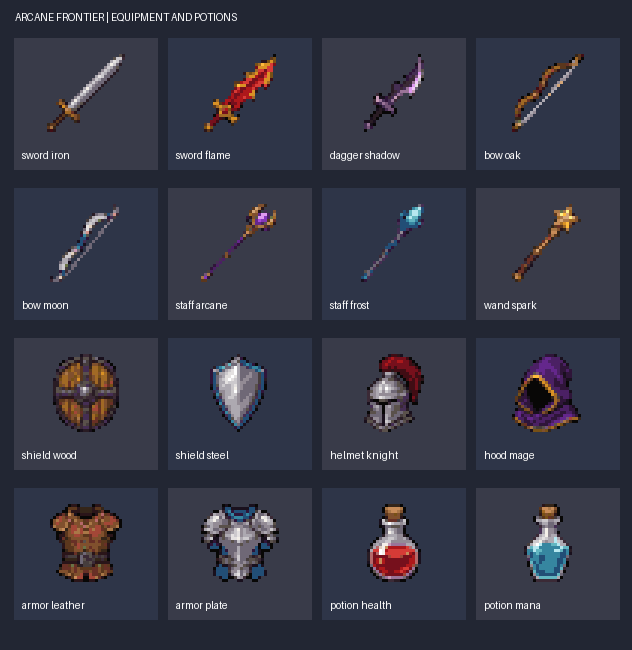 ARCANE FRONTIER | EQUIPMENT AND POTIONS
sword iron
sword flame
dagger shadow
bow oak
bow moon
staff arcane
staff frost
wand spark
shield wood
shield steel
helmet knight
hood mage
armor leather
armor plate
potion health
potion mana